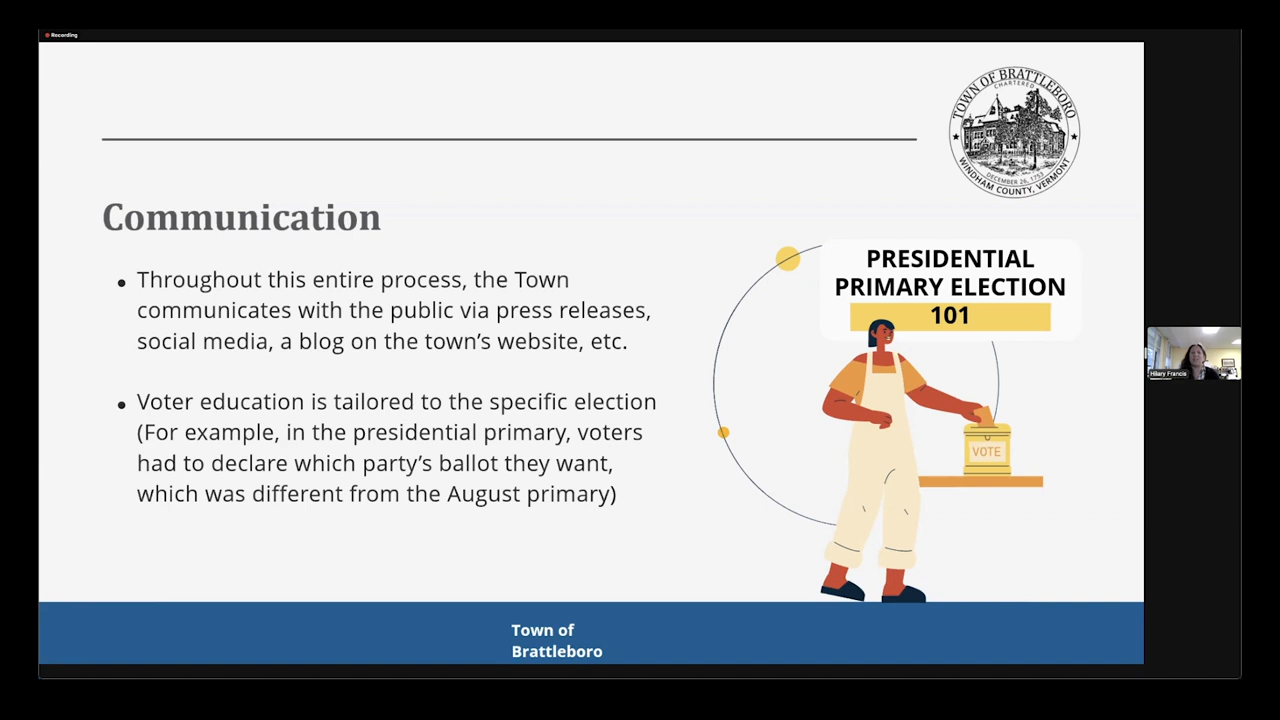 Recording
TOWN OF BRATTLEBORO
CHARTERED
DECEMBER 26, 1753
WINDHAM COUNTY, VERMONT
Communication
• Throughout this entire process, the Town
communicates with the public via press releases,
social media, a blog on the town’s website, etc.
• Voter education is tailored to the specific election
(For example, in the presidential primary, voters
had to declare which party’s ballot they want,
which was different from the August primary)
PRESIDENTIAL
PRIMARY ELECTION
101
VOTE
Hilary Francis
Town of
Brattleboro